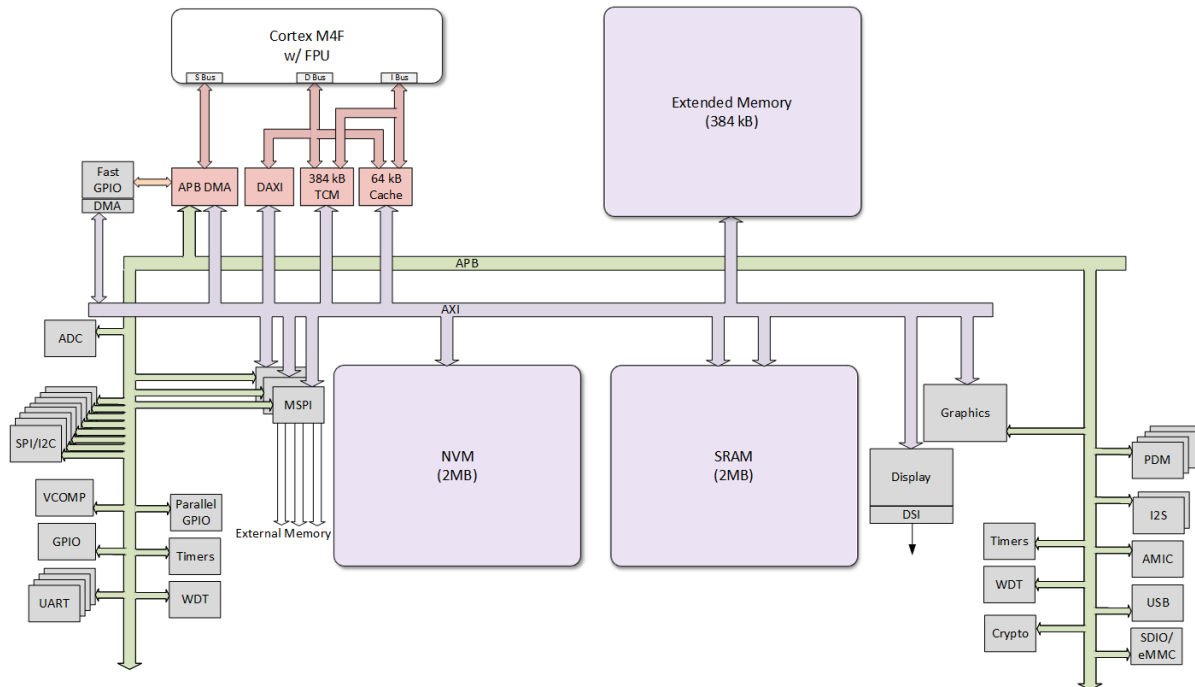 Cortex M4F
w/ FPU
S Bus
D Bus
I Bus
Extended Memory
(384 kB)
Fast
GPIO
DMA
APB DMA
DAXI
384 kB
TCM
64 kB
Cache
APB
AXI
ADC
MSPI
SPI/I2C
External Memory
NVM
(2MB)
SRAM
(2MB)
Graphics
Display
DSI
VCOMP
Parallel
GPIO
GPIO
Timers
UART
WDT
PDM
I2S
Timers
AMIC
WDT
USB
Crypto
SDIO/
eMMC